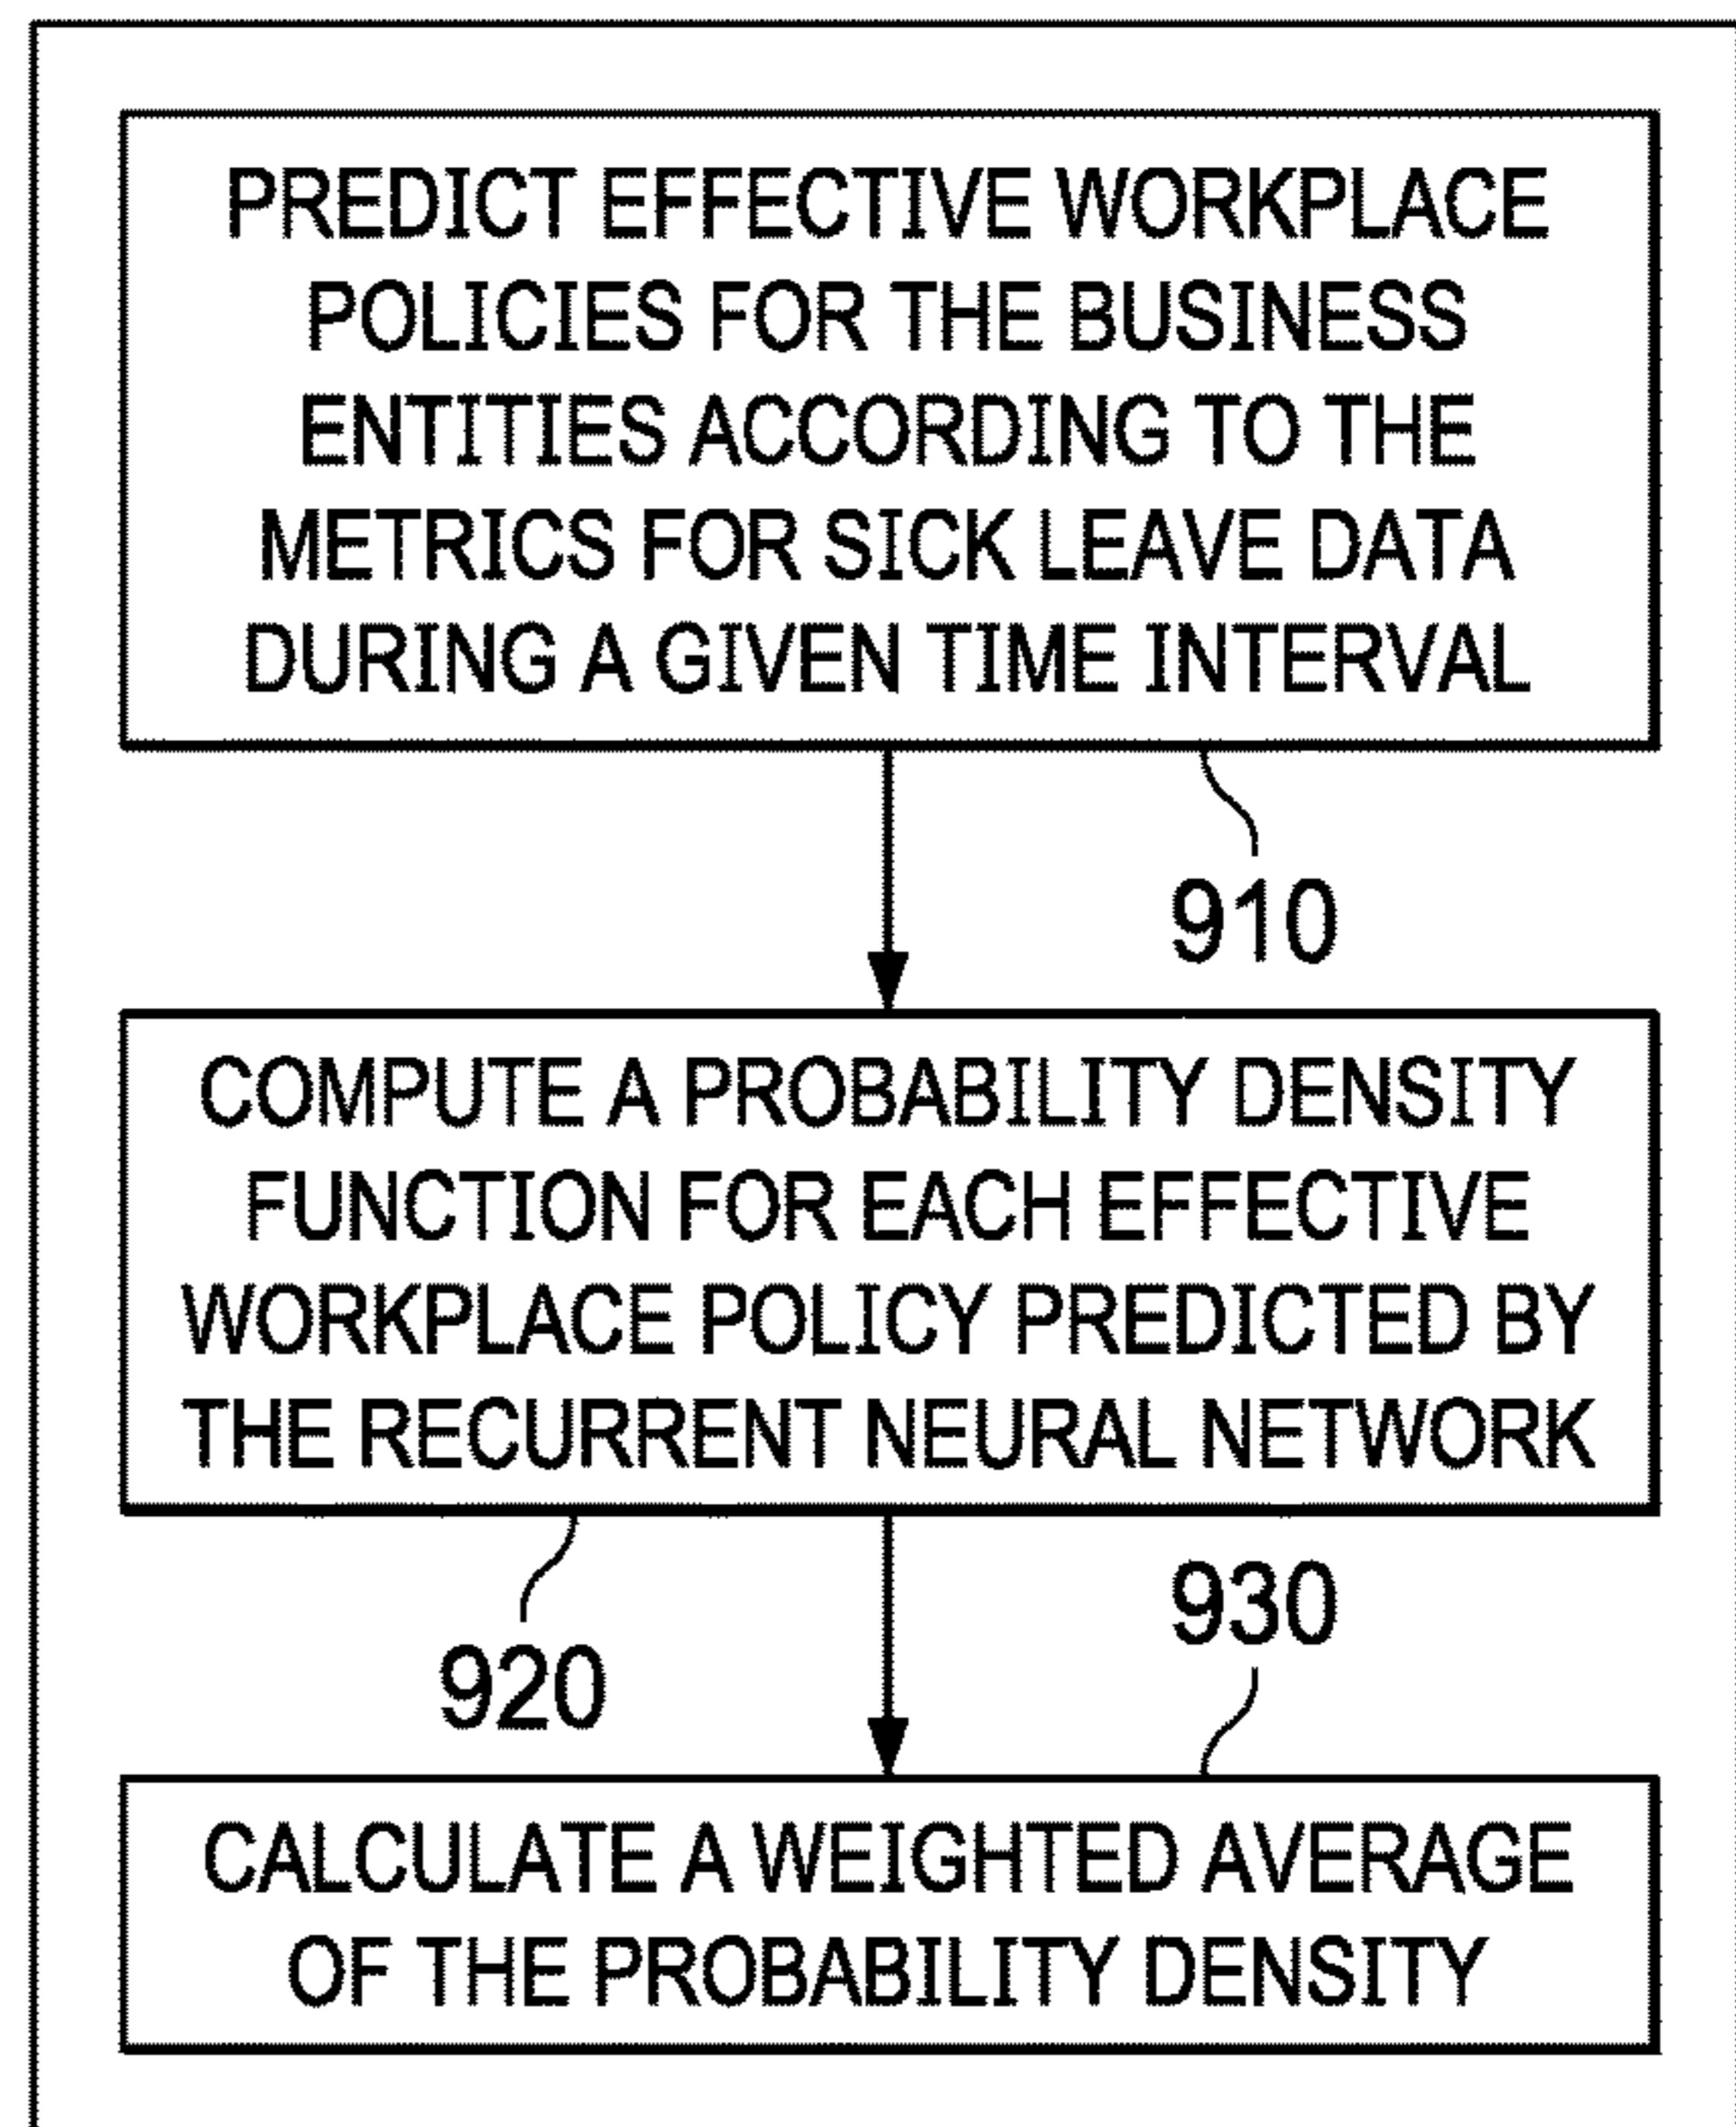 PREDICT EFFECTIVE WORKPLACE
POLICIES FOR THE BUSINESS
ENTITIES ACCORDING TO THE
METRICS FOR SICK LEAVE DATA
DURING A GIVEN TIME INTERVAL
910
COMPUTE A PROBABILITY DENSITY
FUNCTION FOR EACH EFFECTIVE
WORKPLACE POLICY PREDICTED BY
THE RECURRENT NEURAL NETWORK
930
920
CALCULATE A WEIGHTED AVERAGE
OF THE PROBABILITY DENSITY